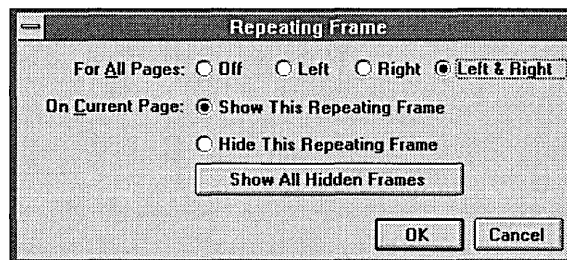 Repeating Frame
For All Pages: Off Left Right Left & Right
On Current Page: Show This Repeating Frame
Hide This Repeating Frame
Show All Hidden Frames
OK Cancel